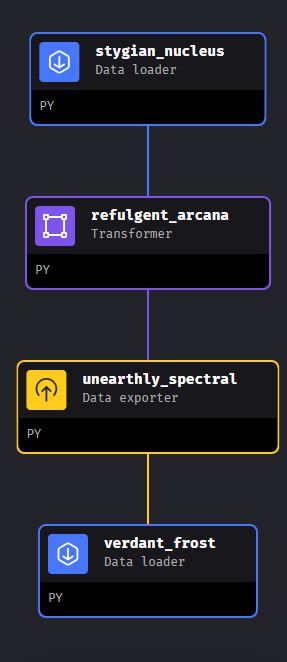 stygian_nucleus
Data loader
PY
refulgent_arcana
Transformer
PY
unearthly_spectral
Data exporter
PY
verdant_frost
Data loader
PY